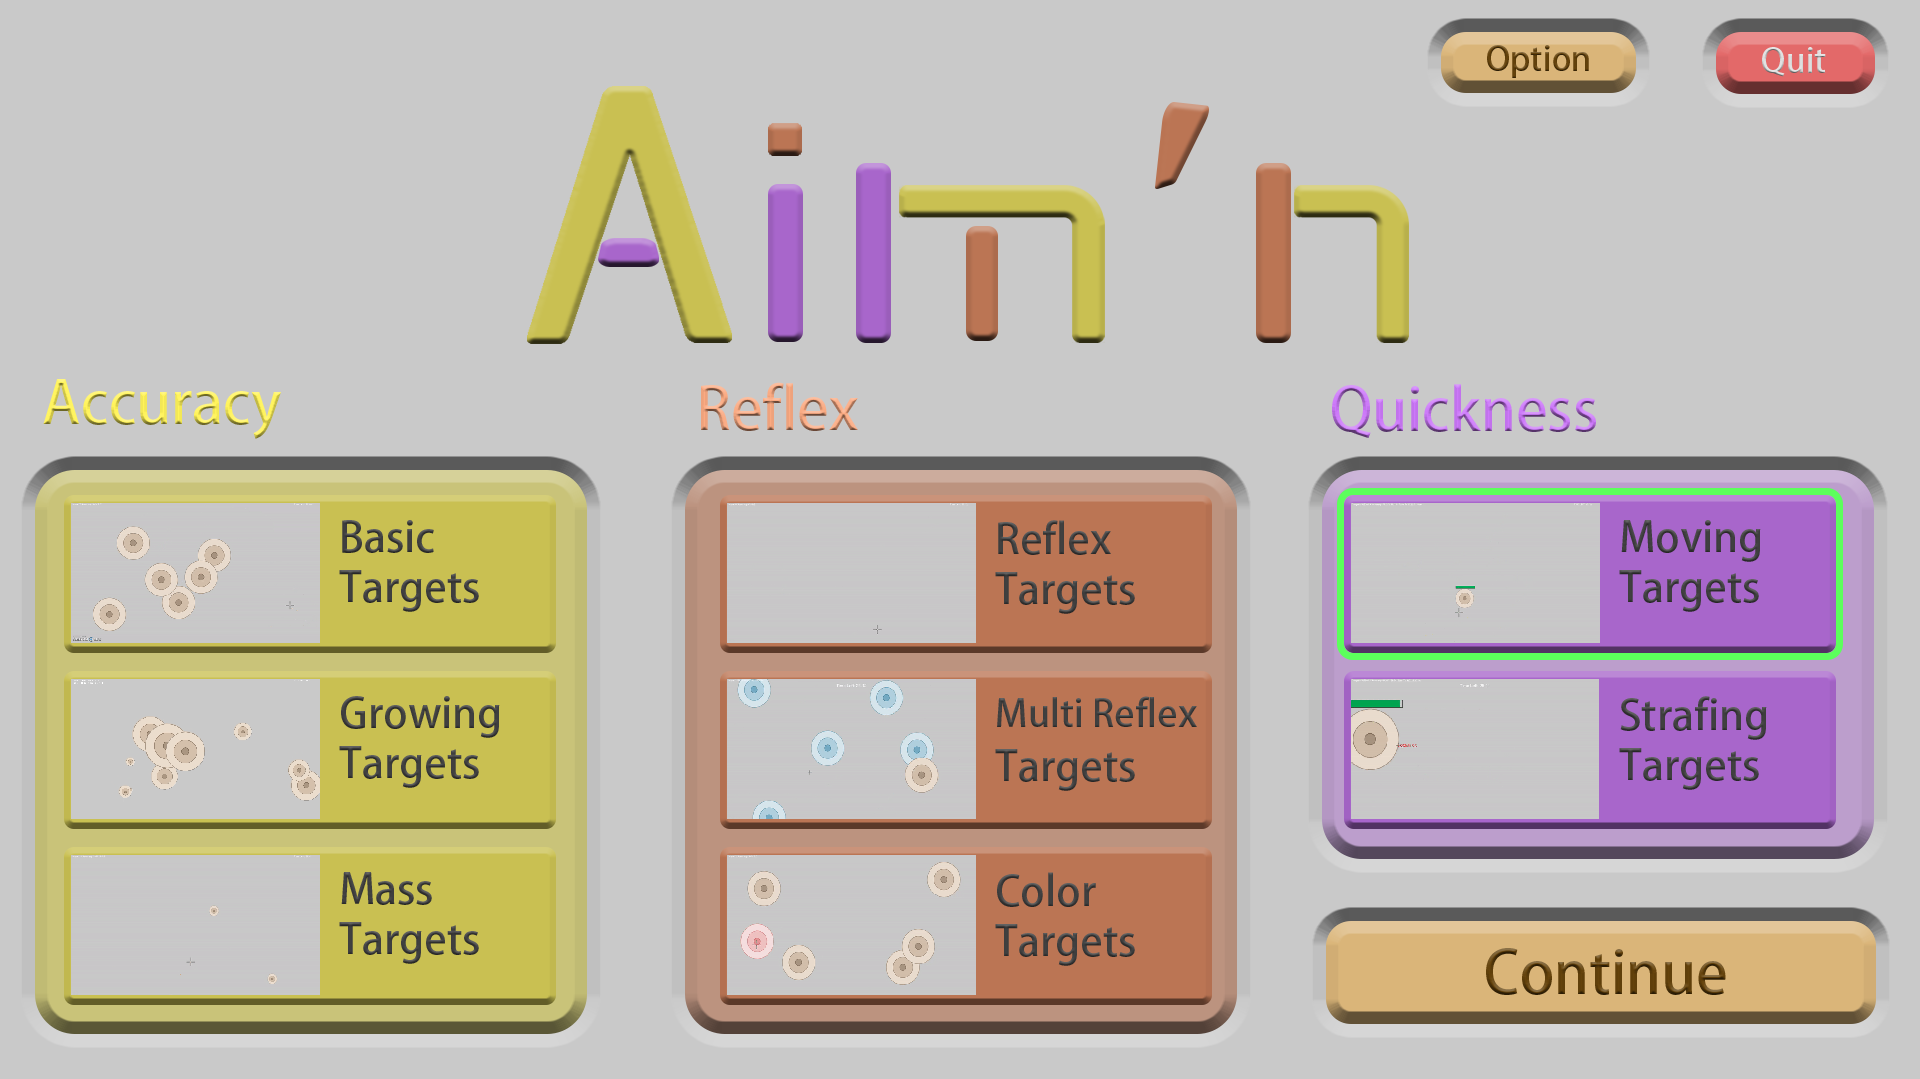 Option
Quit
Aim'n
Accuracy
Basic
Targets
Growing
Targets
Mass
Targets
Reflex
Reflex
Targets
Multi Reflex
Targets
Color
Targets
Quickness
Moving
Targets
Strafing
Targets
Continue